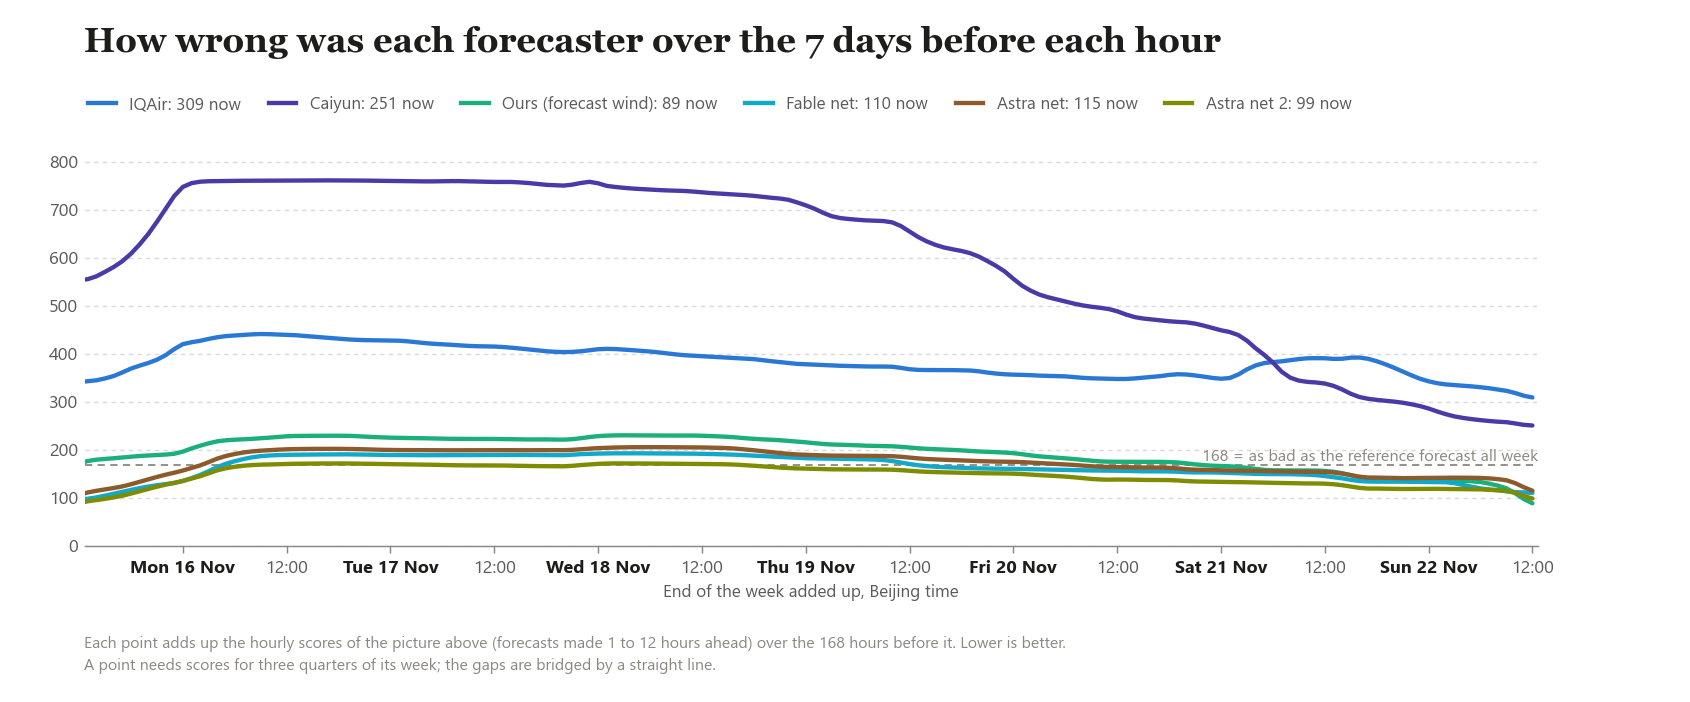 How wrong was each forecaster over the 7 days before each hour
IQAir: 309 now Caiyun: 251 now Ours (forecast wind): 89 now Fable net: 110 now Astra net: 115 now Astra net 2: 99 now
800
700
600
500
400
300
200
168 = as bad as the reference forecast all week
100
0
Mon 16 Nov 12:00 Tue 17 Nov 12:00 Wed 18 Nov 12:00 Thu 19 Nov 12:00 Fri 20 Nov 12:00 Sat 21 Nov 12:00 Sun 22 Nov 12:00
End of the week added up, Beijing time
Each point adds up the hourly scores of the picture above (forecasts made 1 to 12 hours ahead) over the 168 hours before it. Lower is better.
A point needs scores for three quarters of its week; the gaps are bridged by a straight line.